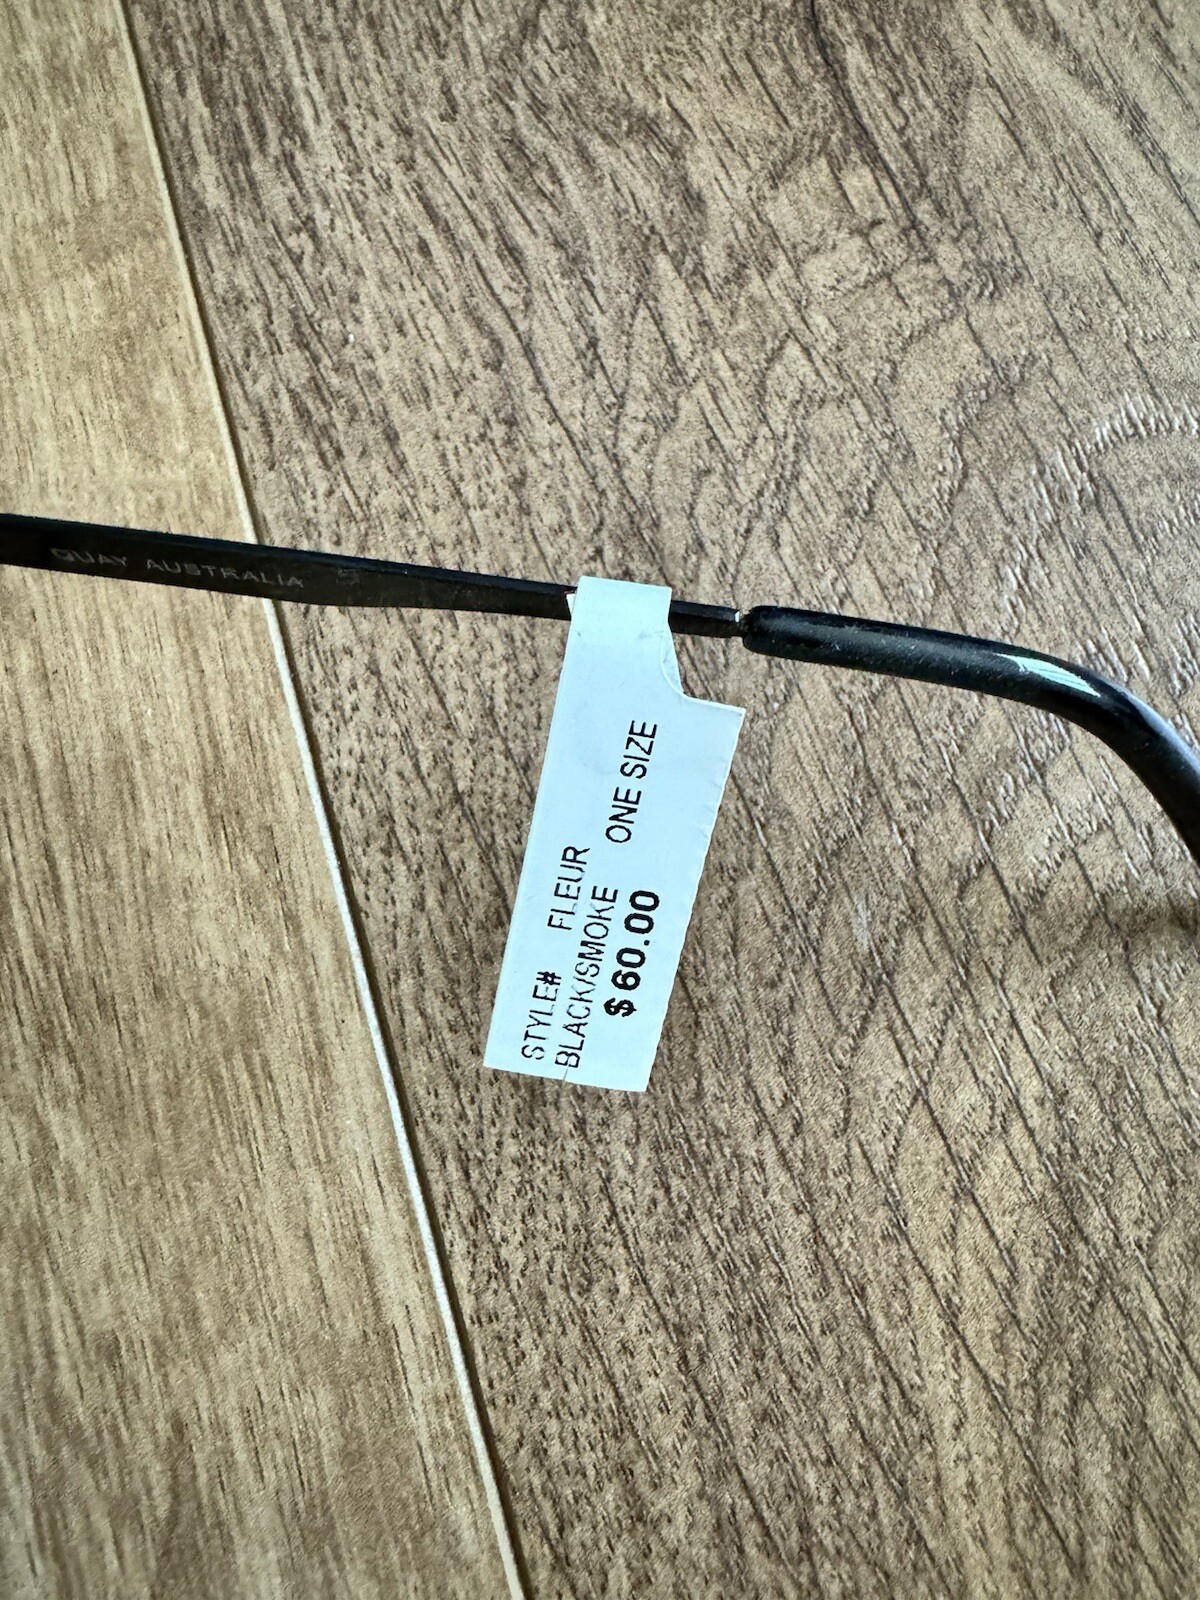 QUAY AUSTRALIA
STYLE# FLEUR
BLACK/SMOKE ONE SIZE
$60.00